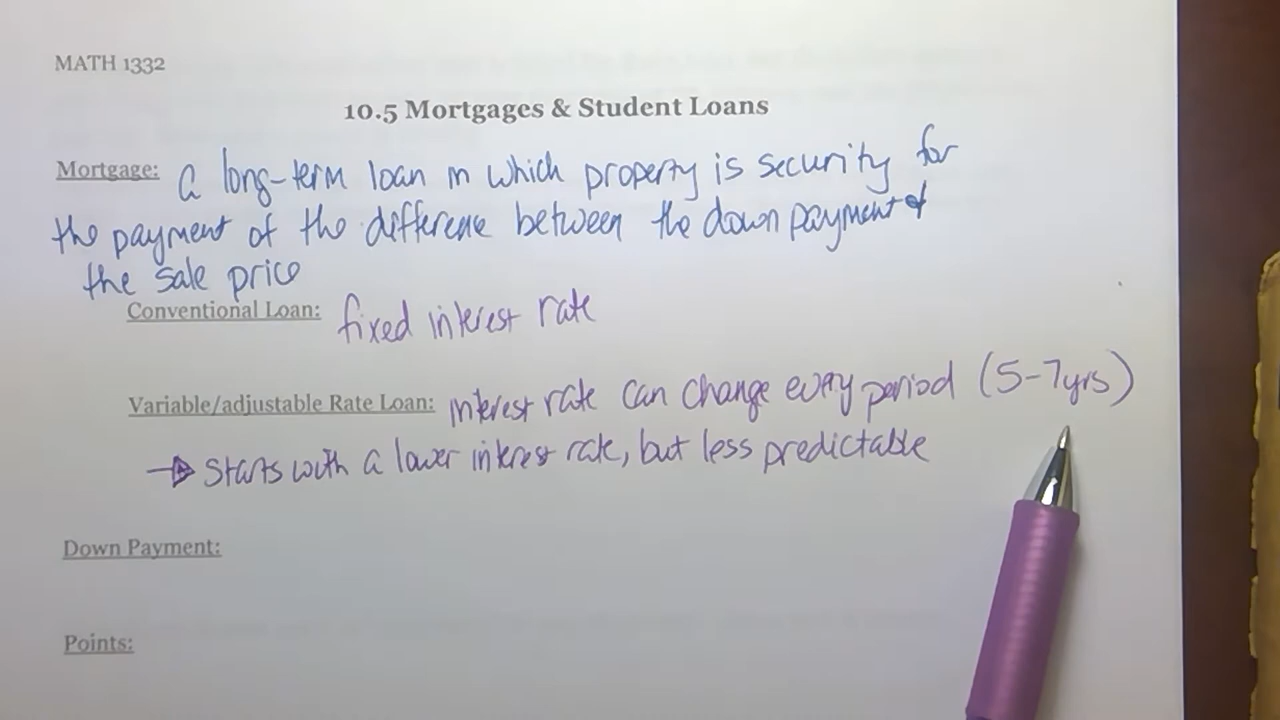 MATH 1332
10.5 Mortgages & Student Loans
Mortgage: a long-term loan in which property is security for
the payment of the difference between the down payment &
the sale price
Conventional Loan: fixed interest rate
Variable/adjustable Rate Loan: interest rate can change every period (5-7yrs)
→ Starts with a lower interest rate, but less predictable
Down Payment:
Points: